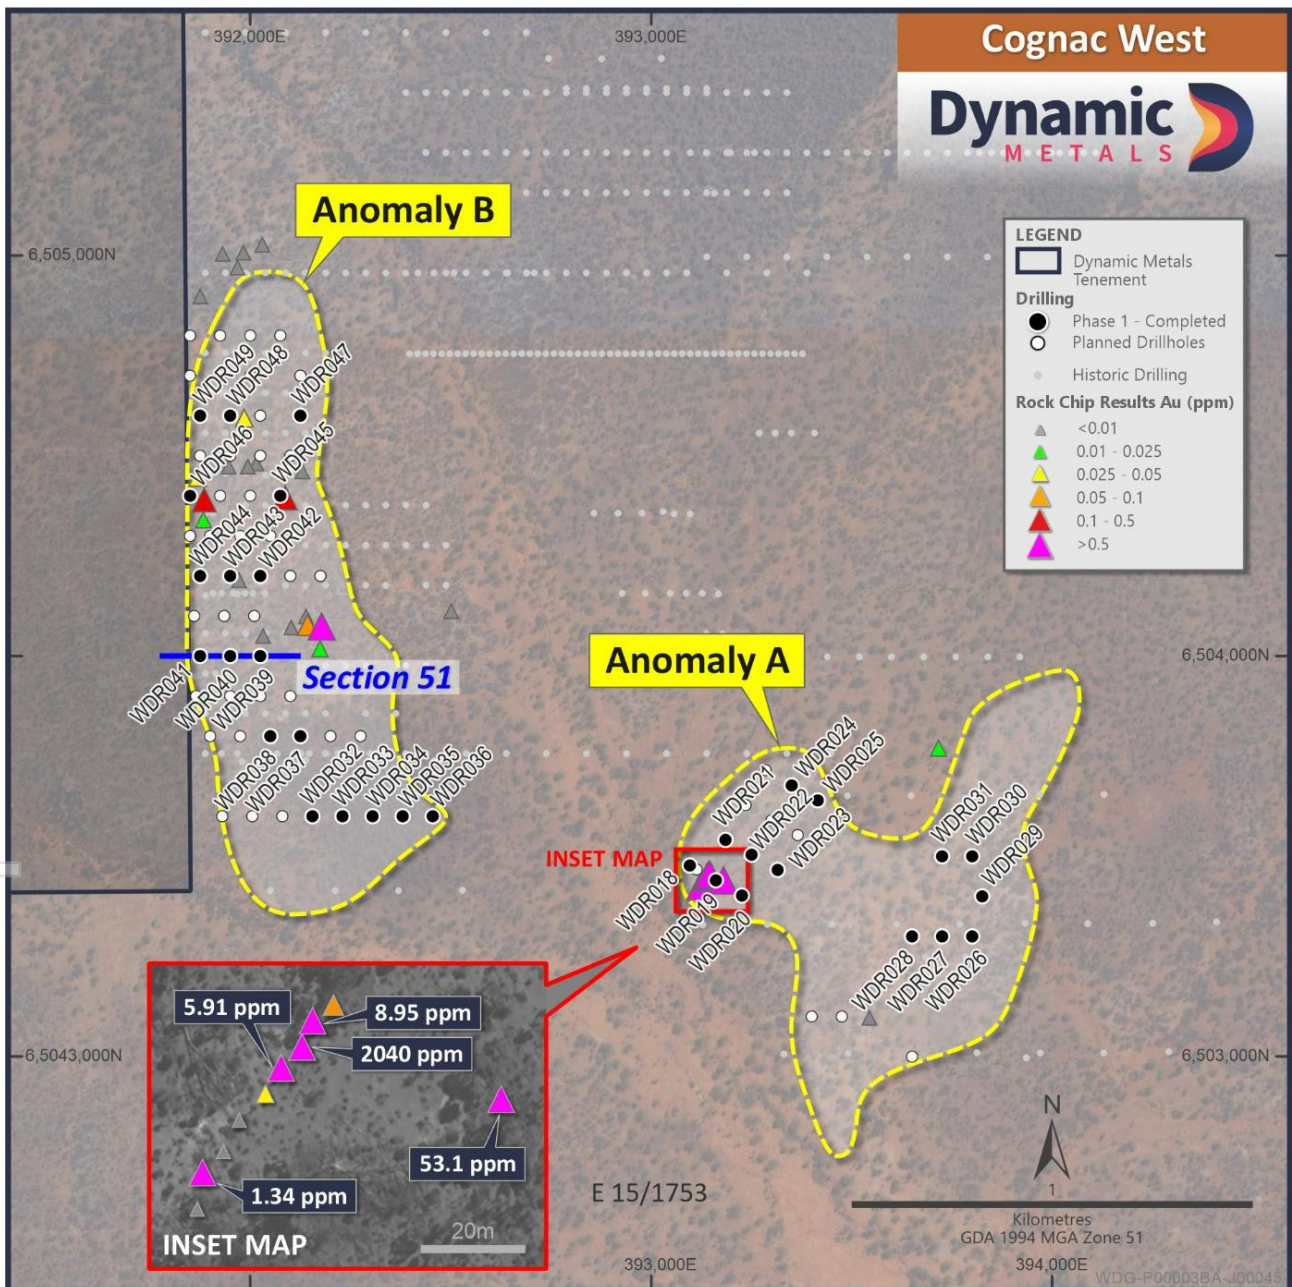 392,000E
393,000E
Cognac West
Dynamic
METALS
Anomaly B
6,505,000N
LEGEND
Dynamic Metals
Tenement
Drilling
Phase 1 - Completed
Planned Drillholes
Historic Drilling
Rock Chip Results Au (ppm)
<0.01
0.01 - 0.025
0.025 - 0.05
0.05 - 0.1
0.1 - 0.5
>0.5
WDR049
WDR048
WDR047
WDR046
WDR045
WDR044
WDR043
WDR042
Section 51
WDR041
WDR040
WDR039
Anomaly A
6,504,000N
WDR038
WDR037
WDR032
WDR033
WDR034
WDR035
WDR036
WDR021
WDR024
WDR025
WDR022
WDR023
WDR031
WDR030
WDR029
INSET MAP
WDR018
WDR019
WDR020
WDR028
WDR027
WDR026
6,5043,000N
6,503,000N
5.91 ppm
8.95 ppm
2040 ppm
53.1 ppm
1.34 ppm
20m
INSET MAP
E 15/1753
N
1
Kilometres
GDA 1994 MGA Zone 51
393,000E
394,000E
WDG-P00003BA-J00045